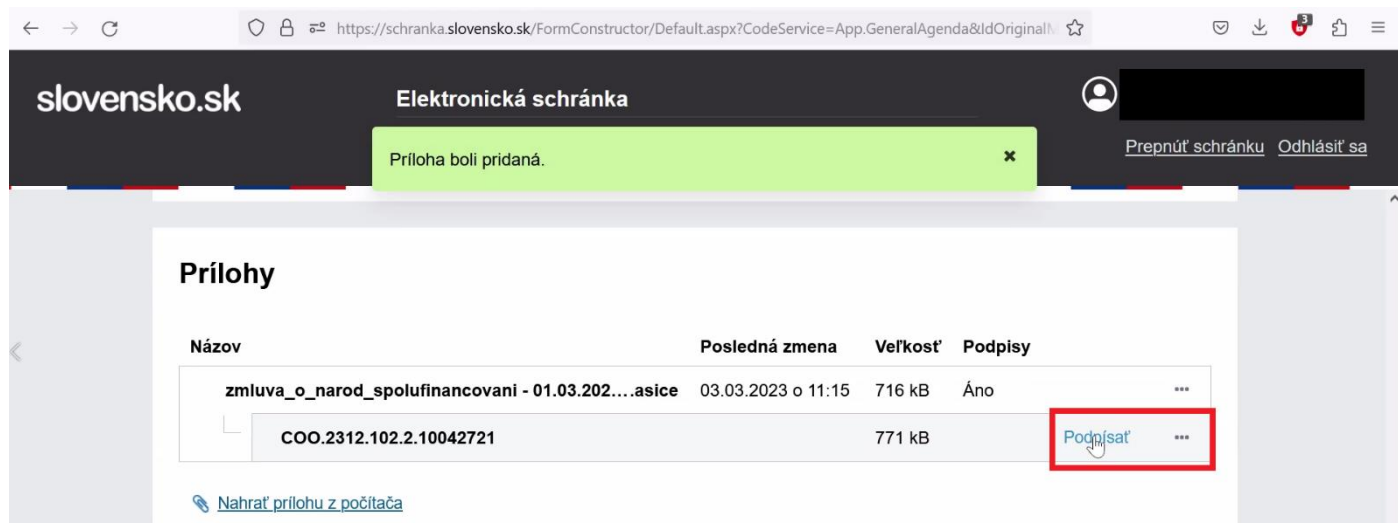 https://schranka.slovensko.sk/FormConstructor/Default.aspx?CodeService=App.GeneralAgenda&IdOriginal
3
slovensko.sk
Elektronická schránka
Príloha boli pridaná.
Prepnúť schránku Odhlásiť sa
Prílohy
Názov Posledná zmena Veľkosť Podpisy
zmluva_o_narod_spolufinancovani - 01.03.202….asice 03.03.2023 o 11:15 716 kB Áno
COO.2312.102.2.10042721 771 kB Podpísať
Nahrať prílohu z počítača